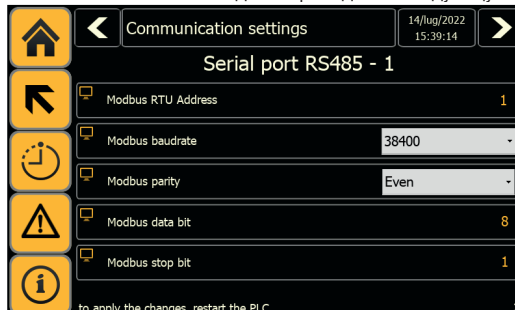 Communication settings
14/lug/2022
15:39:14
Serial port RS485 - 1
Modbus RTU Address 1
Modbus baudrate 38400
Modbus parity Even
Modbus data bit 8
Modbus stop bit 1
to apply the changes, restart the PLC